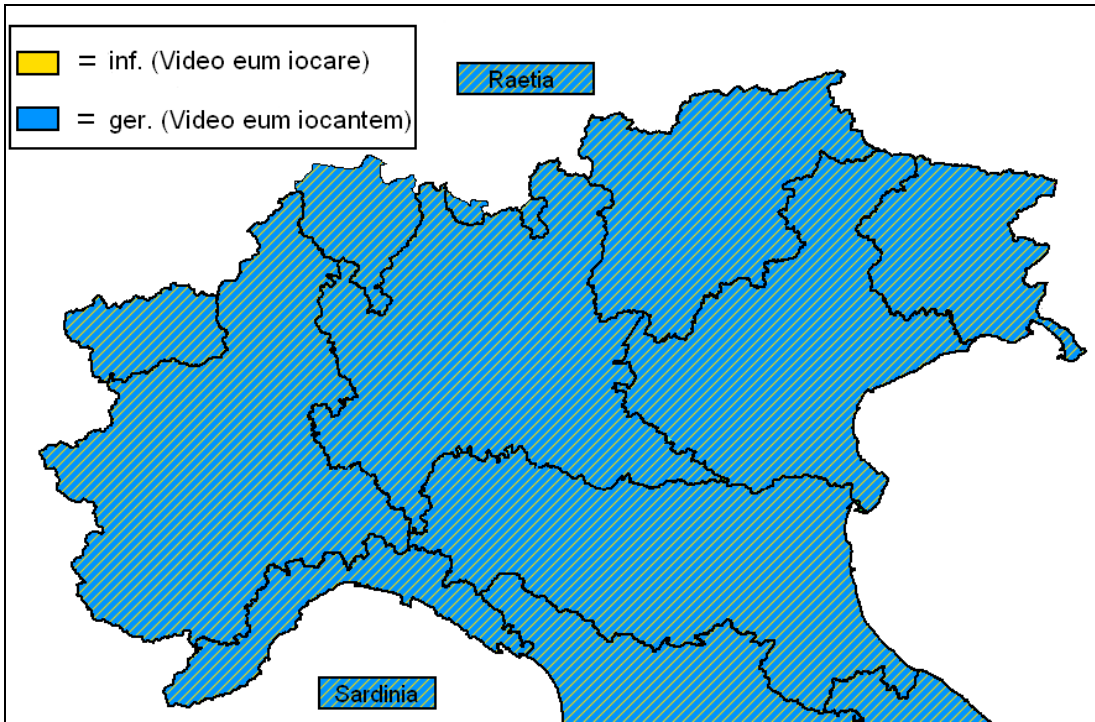 = inf. (Video eum iocare)
= ger. (Video eum iocantem)
Raetia
Sardinia